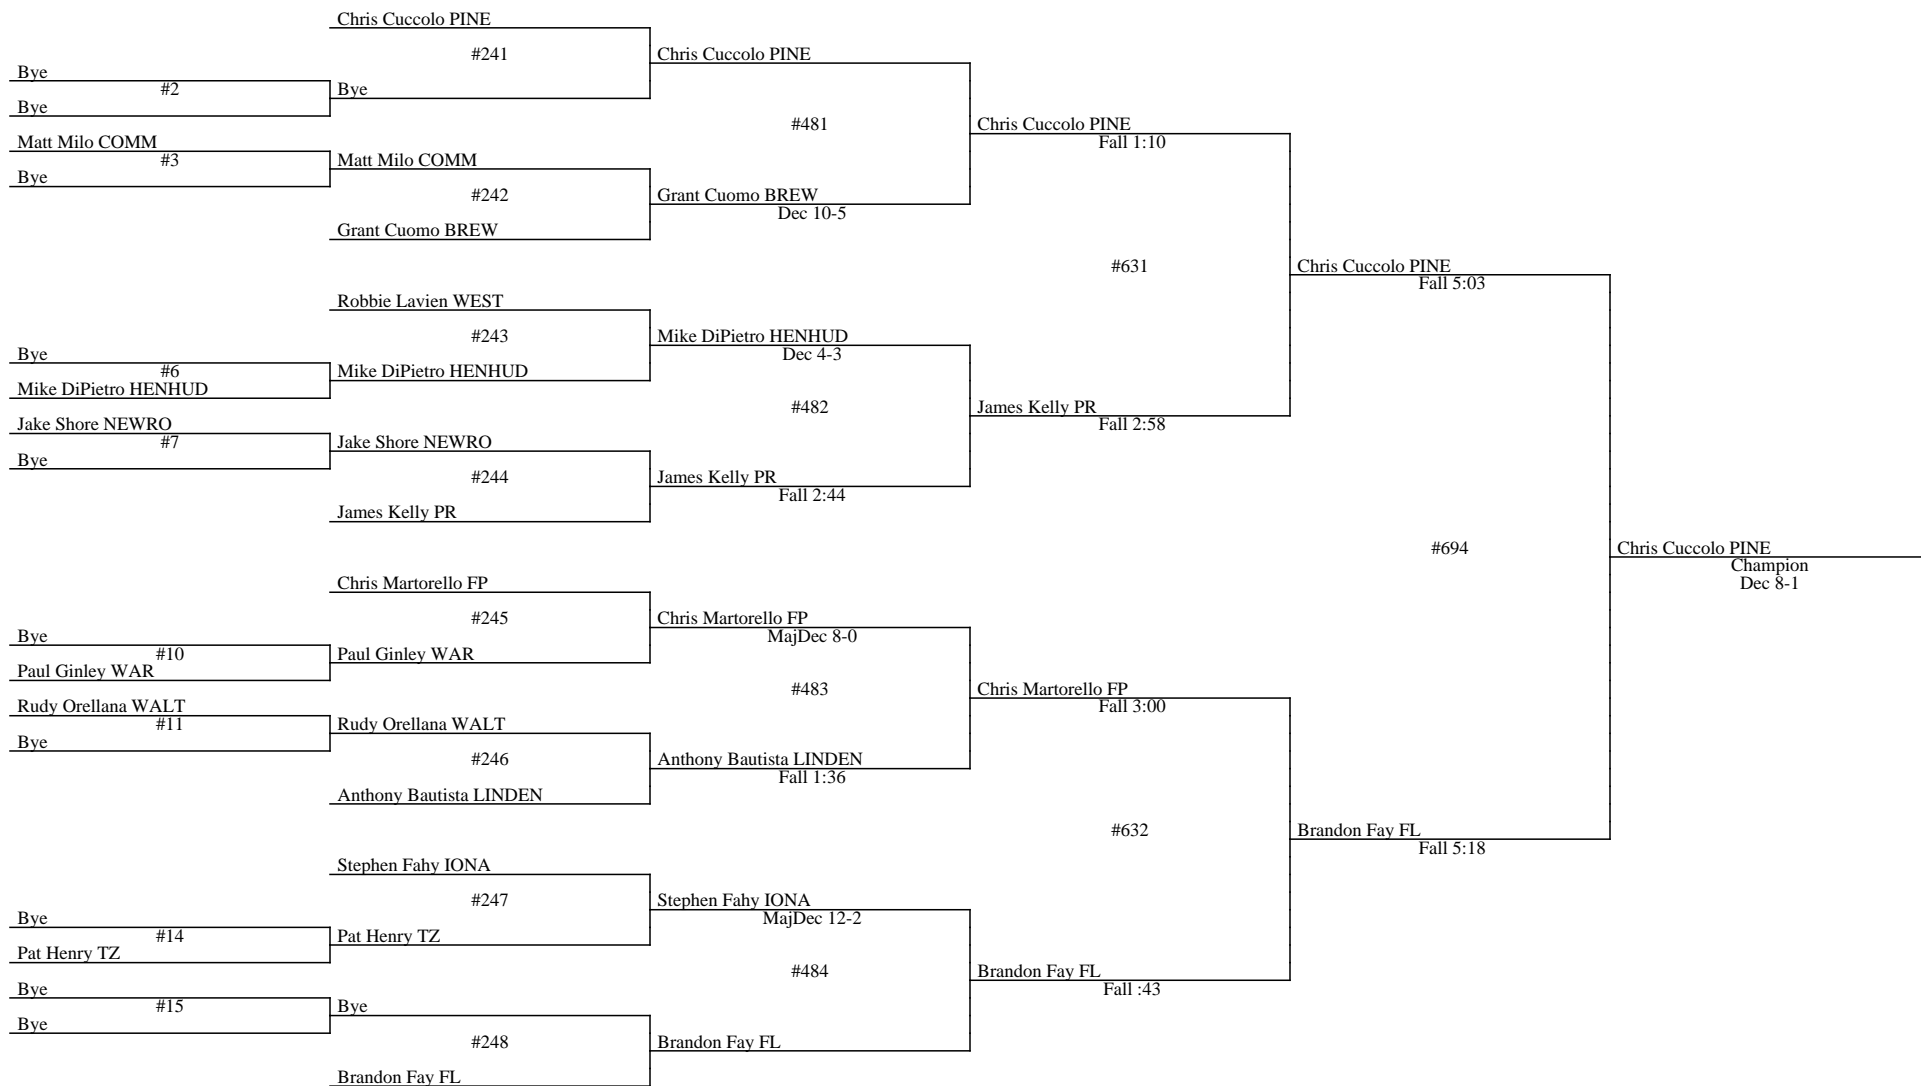 Chris Cuccolo PINE
#241
Chris Cuccolo PINE
Bye
#2
Bye
Bye
#481
Chris Cuccolo PINE
Fall 1:10
Matt Milo COMM
#3
Matt Milo COMM
Bye
#242
Grant Cuomo BREW
Dec 10-5
Grant Cuomo BREW
#631
Chris Cuccolo PINE
Fall 5:03
Robbie Lavien WEST
#243
Mike DiPietro HENHUD
Dec 4-3
Bye
#6
Mike DiPietro HENHUD
Mike DiPietro HENHUD
#482
James Kelly PR
Fall 2:58
Jake Shore NEWRO
#7
Jake Shore NEWRO
Bye
#244
James Kelly PR
Fall 2:44
James Kelly PR
#694
Chris Cuccolo PINE
Champion
Dec 8-1
Chris Martorello FP
#245
Chris Martorello FP
MajDec 8-0
Bye
#10
Paul Ginley WAR
Paul Ginley WAR
#483
Chris Martorello FP
Fall 3:00
Rudy Orellana WALT
#11
Rudy Orellana WALT
Bye
#246
Anthony Bautista LINDEN
Fall 1:36
Anthony Bautista LINDEN
#632
Brandon Fay FL
Fall 5:18
Stephen Fahy IONA
#247
Stephen Fahy IONA
MajDec 12-2
Bye
#14
Pat Henry TZ
Pat Henry TZ
#484
Brandon Fay FL
Fall :43
Bye
#15
Bye
Bye
#248
Brandon Fay FL
Brandon Fay FL